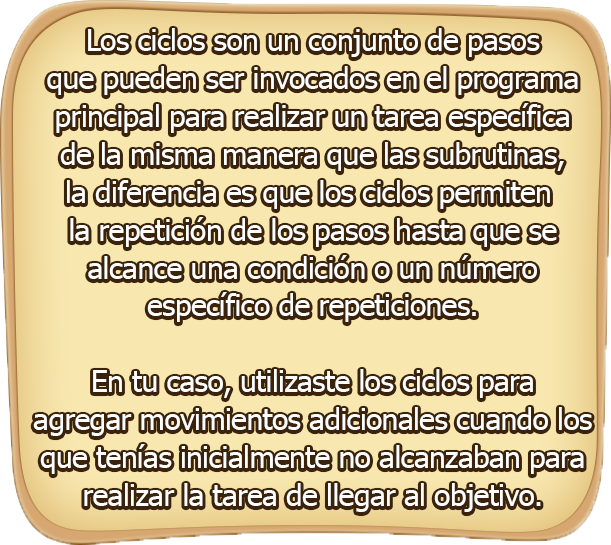 Los ciclos son un conjunto de pasos
que pueden ser invocados en el programa
principal para realizar un tarea específica
de la misma manera que las subrutinas,
la diferencia es que los ciclos permiten
la repetición de los pasos hasta que se
alcance una condición o un número
específico de repeticiones.
En tu caso, utilizaste los ciclos para
agregar movimientos adicionales cuando los
que tenías inicialmente no alcanzaban para
realizar la tarea de llegar al objetivo.